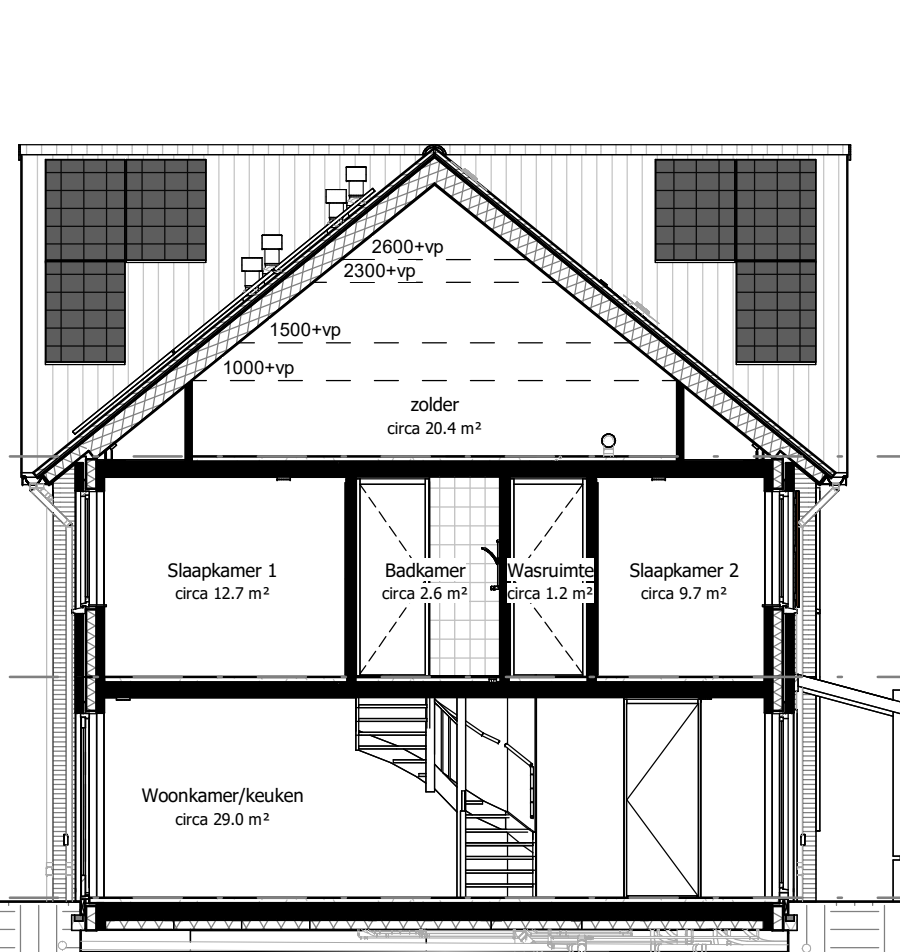 2600+vp
2300+vp
1500+vp
1000+vp
zolder
circa 20.4 m²
Slaapkamer 1
circa 12.7 m²
Badkamer
circa 2.6 m²
Wasruimte
circa 1.2 m²
Slaapkamer 2
circa 9.7 m²
Woonkamer/keuken
circa 29.0 m²